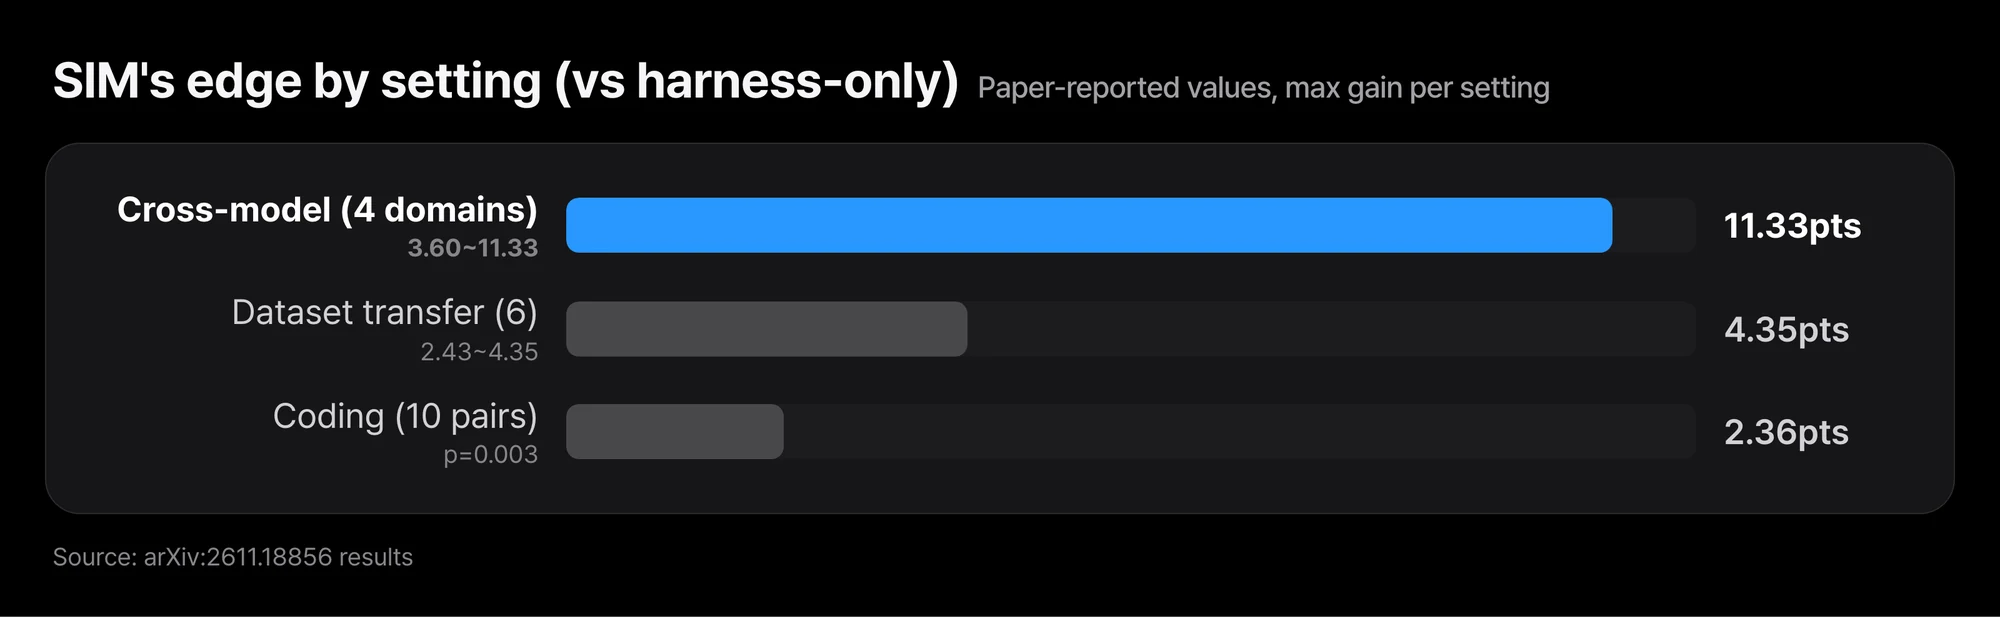 SIM's edge by setting (vs harness-only) Paper-reported values, max gain per setting
Cross-model (4 domains)
3.60~11.33
11.33pts
Dataset transfer (6)
2.43~4.35
4.35pts
Coding (10 pairs)
p=0.003
2.36pts
Source: arXiv:2611.18856 results